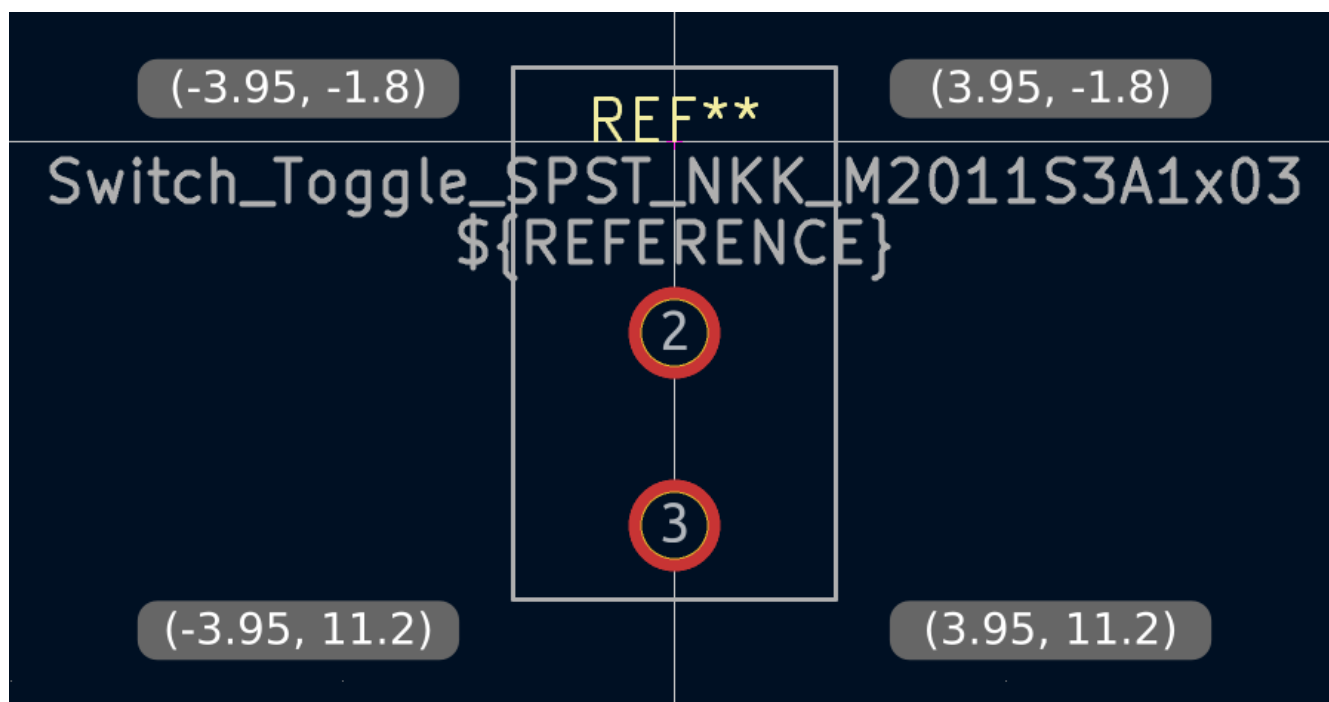 (-3.95, -1.8) (3.95, -1.8)
REF**
Switch_Toggle_SPST_NKK_M2011S3A1x03
${REFERENCE}
2
3
(-3.95, 11.2) (3.95, 11.2)